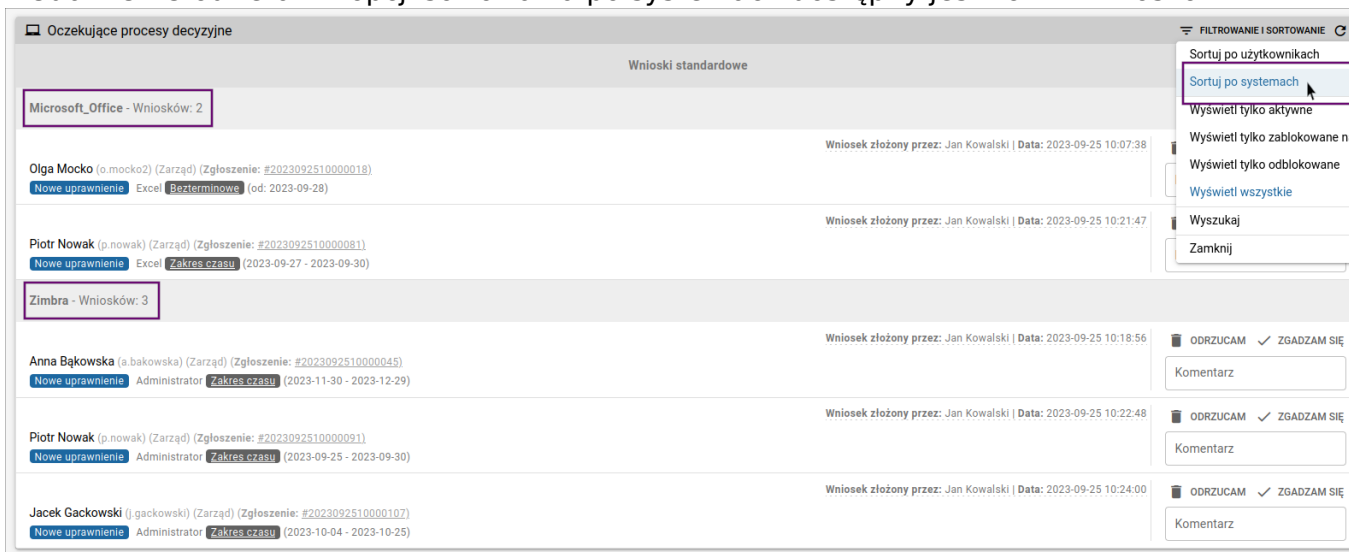 Oczekujące procesy decyzyjne
FILTROWANIE I SORTOWANIE
Wnioski standardowe
Sortuj po użytkownikach
Sortuj po systemach
Wyświetl tylko aktywne
Wyświetl tylko zablokowane n
Wyświetl tylko odblokowane
Wyświetl wszystkie
Wyszukaj
Zamknij
Microsoft_Office - Wniosków: 2
Wniosek złożony przez: Jan Kowalski | Data: 2023-09-25 10:07:38
Olga Mocko (o.mocko2) (Zarząd) (Zgłoszenie: #2023092510000018)
Nowe uprawnienie Excel Bezterminowe (od: 2023-09-28)
Wniosek złożony przez: Jan Kowalski | Data: 2023-09-25 10:21:47
Piotr Nowak (p.nowak) (Zarząd) (Zgłoszenie: #2023092510000081)
Nowe uprawnienie Excel Zakres czasu (2023-09-27 - 2023-09-30)
Zimbra - Wniosków: 3
Wniosek złożony przez: Jan Kowalski | Data: 2023-09-25 10:18:56
ODRZUCAM ZGADZAM SIĘ
Anna Bąkowska (a.bakowska) (Zarząd) (Zgłoszenie: #2023092510000045)
Komentarz
Nowe uprawnienie Administrator Zakres czasu (2023-11-30 - 2023-12-29)
Wniosek złożony przez: Jan Kowalski | Data: 2023-09-25 10:22:48
ODRZUCAM ZGADZAM SIĘ
Piotr Nowak (p.nowak) (Zarząd) (Zgłoszenie: #2023092510000091)
Komentarz
Nowe uprawnienie Administrator Zakres czasu (2023-09-25 - 2023-09-30)
Wniosek złożony przez: Jan Kowalski | Data: 2023-09-25 10:24:00
ODRZUCAM ZGADZAM SIĘ
Jacek Gackowski (j.gackowski) (Zarząd) (Zgłoszenie: #2023092510000107)
Komentarz
Nowe uprawnienie Administrator Zakres czasu (2023-10-04 - 2023-10-25)